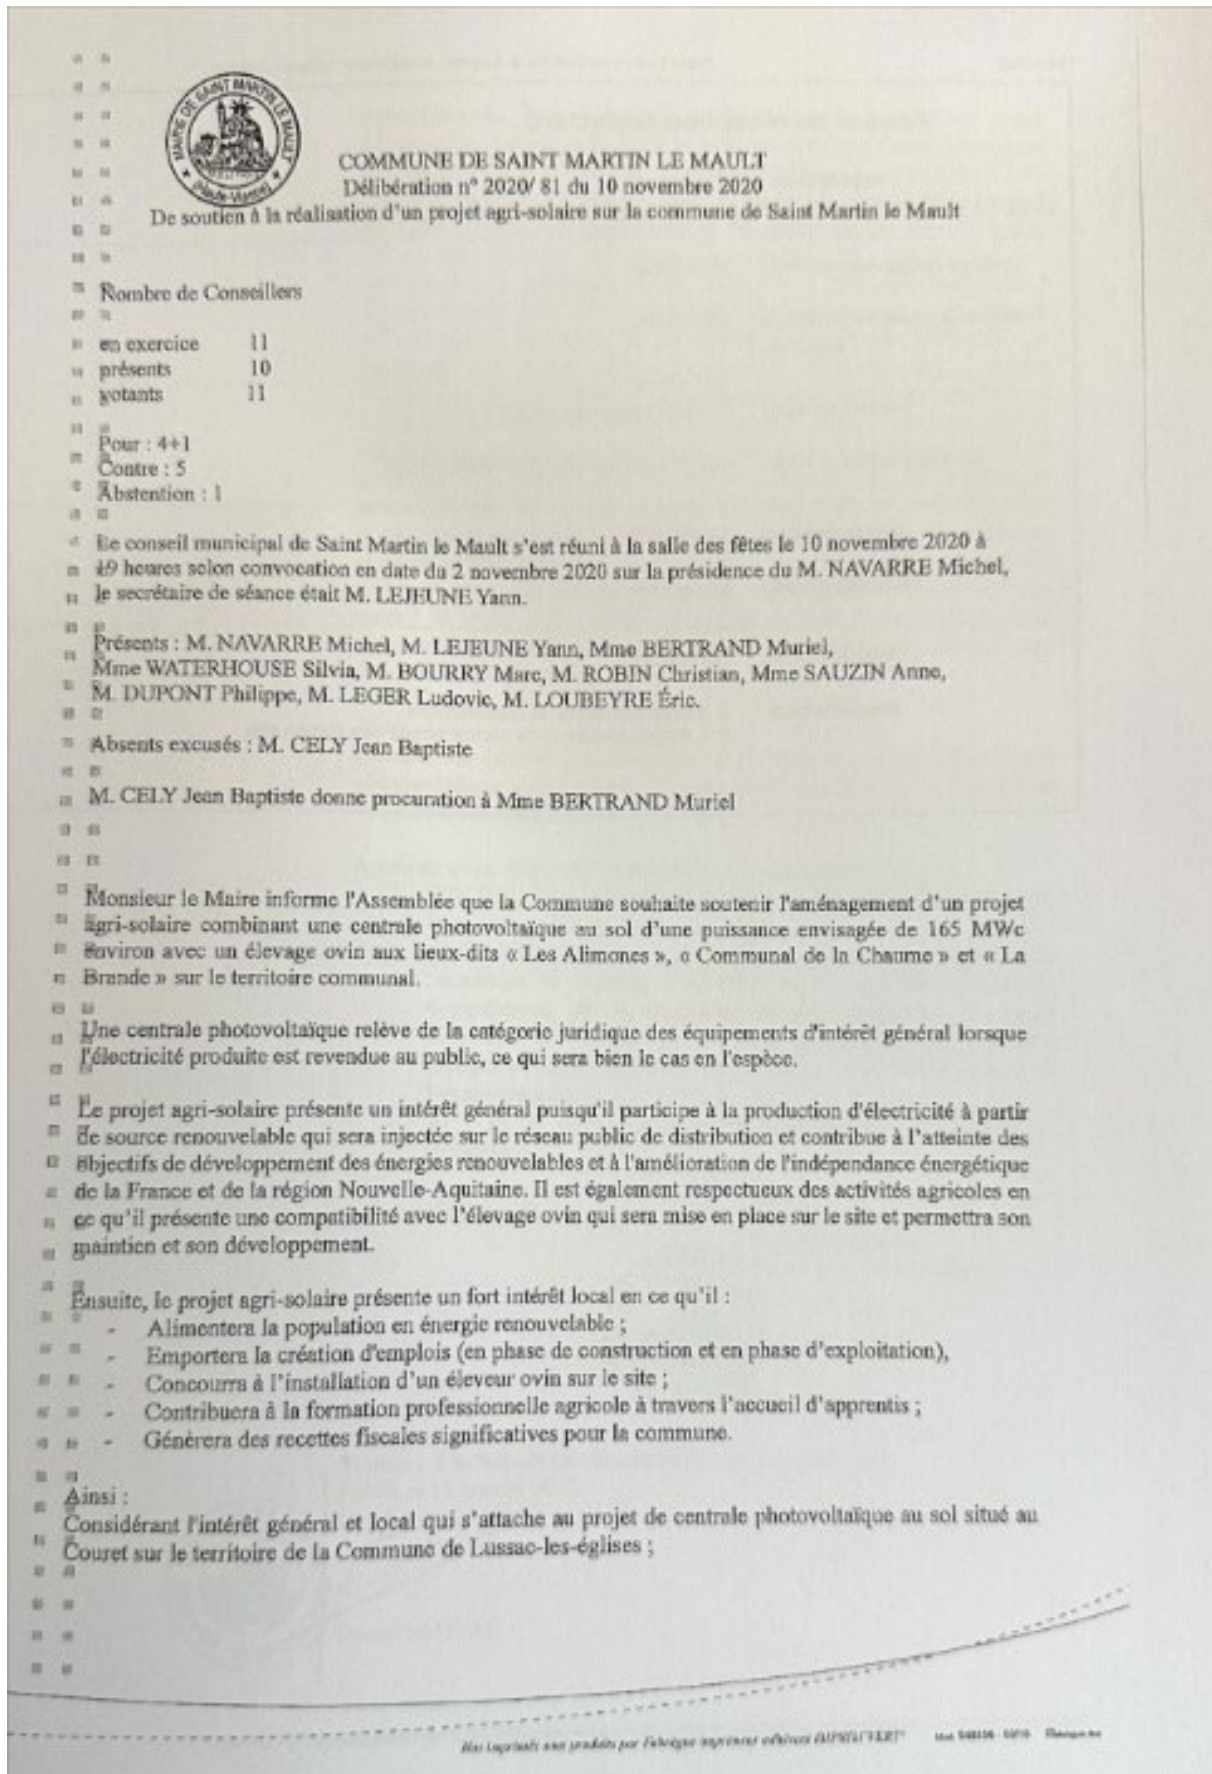 MAIRIE DE SAINT MARTIN LE MAULT
(Haute-Vienne)
COMMUNE DE SAINT MARTIN LE MAULT
Délibération n° 2020/ 81 du 10 novembre 2020
De soutien à la réalisation d'un projet agri-solaire sur la commune de Saint Martin le Mault
Nombre de Conseillers
en exercice 11
présents 10
votants 11
Pour : 4+1
Contre : 5
Abstention : 1
Le conseil municipal de Saint Martin le Mault s'est réuni à la salle des fêtes le 10 novembre 2020 à
19 heures selon convocation en date du 2 novembre 2020 sur la présidence du M. NAVARRE Michel,
le secrétaire de séance était M. LEJEUNE Yann.
Présents : M. NAVARRE Michel, M. LEJEUNE Yann, Mme BERTRAND Muriel,
Mme WATERHOUSE Silvia, M. BOURRY Marc, M. ROBIN Christian, Mme SAUZIN Anne,
M. DUPONT Philippe, M. LEGER Ludovic, M. LOUBEYRE Éric.
Absents excusés : M. CELY Jean Baptiste
M. CELY Jean Baptiste donne procuration à Mme BERTRAND Muriel
Monsieur le Maire informe l'Assemblée que la Commune souhaite soutenir l'aménagement d'un projet
agri-solaire combinant une centrale photovoltaïque au sol d'une puissance envisagée de 165 MWc
environ avec un élevage ovin aux lieux-dits « Les Alimones », « Communal de la Chaume » et « La
Brande » sur le territoire communal.
Une centrale photovoltaïque relève de la catégorie juridique des équipements d'intérêt général lorsque
l'électricité produite est revendue au public, ce qui sera bien le cas en l'espèce.
Le projet agri-solaire présente un intérêt général puisqu'il participe à la production d'électricité à partir
de source renouvelable qui sera injectée sur le réseau public de distribution et contribue à l'atteinte des
objectifs de développement des énergies renouvelables et à l'amélioration de l'indépendance énergétique
de la France et de la région Nouvelle-Aquitaine. Il est également respectueux des activités agricoles en
ce qu'il présente une compatibilité avec l'élevage ovin qui sera mise en place sur le site et permettra son
maintien et son développement.
Ensuite, le projet agri-solaire présente un fort intérêt local en ce qu'il :
- Alimentera la population en énergie renouvelable ;
- Emportera la création d'emplois (en phase de construction et en phase d'exploitation),
- Concourra à l'installation d'un éleveur ovin sur le site ;
- Contribuera à la formation professionnelle agricole à travers l'accueil d'apprentis ;
- Génèrera des recettes fiscales significatives pour la commune.
Ainsi :
Considérant l'intérêt général et local qui s'attache au projet de centrale photovoltaïque au sol situé au
Couret sur le territoire de la Commune de Lussac-les-églises ;
Nos imprimés sont produits par Fabrègue imprimeur adhérent IMPRIM'VERT®